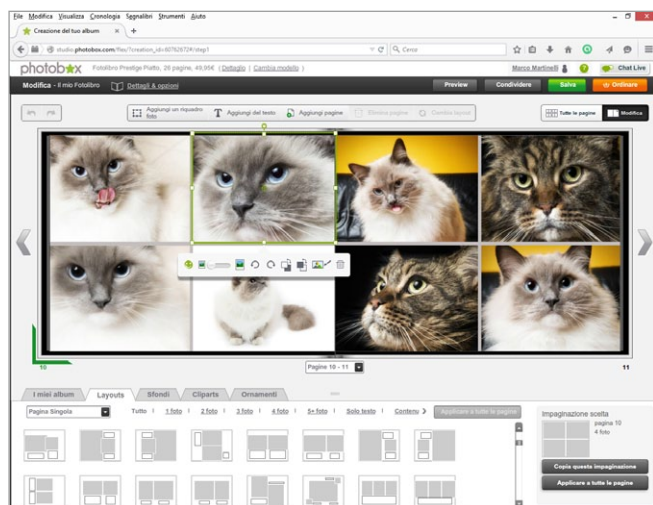 File Modifica Visualizza Cronologia Segnalibri Strumenti Aiuto
Creazione del tuo album × +
studio.photobox.com/flex/?creation_id=80782672#/step1 Cerca
photobox Fotolibro Prestige Piatto, 26 pagine, 49,95€ ( Dettaglio ( Cambia modello ) Marco Martinelli ? Chat Live
Modifica - Il mio Fotolibro Dettagli & opzioni Preview Condividere Salva Ordinare
Aggiungi un riquadro foto T Aggiungi del testo Aggiungi pagine Elimina pagine Cambia layout Tutte le pagine Modifica
10 Pagine 10 - 11 11
I miei album Layouts Sfondi Cliparts Ornamenti
Pagina Singola Tutto | 1 foto | 2 foto | 3 foto | 4 foto | 5+ foto | Solo testo | Contenu Applicare a tutte le pagine
Impaginazione scelta
pagina 10
4 foto
Copia questa impaginazione
Applicare a tutte le pagine